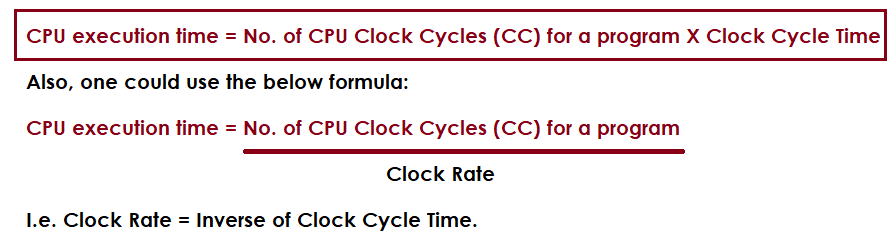 CPU execution time = No. of CPU Clock Cycles (CC) for a program X Clock Cycle Time
Also, one could use the below formula:
CPU execution time = No. of CPU Clock Cycles (CC) for a program
Clock Rate
I.e. Clock Rate = Inverse of Clock Cycle Time.